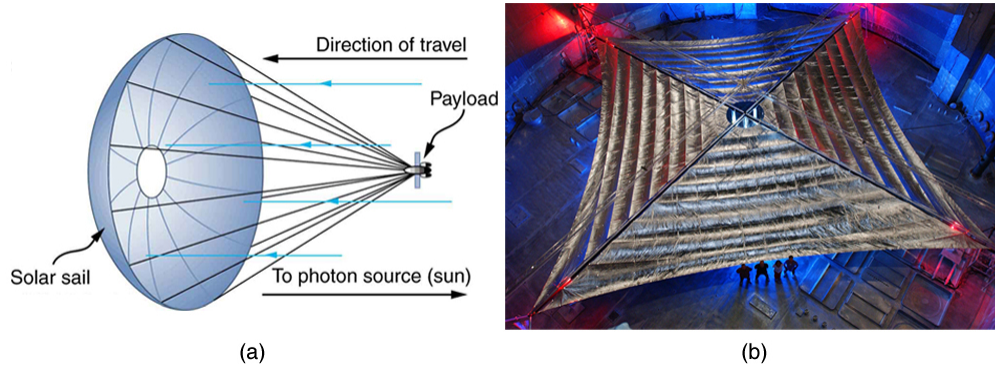 Direction of travel
Payload
Solar sail
To photon source (sun)
(a)
(b)